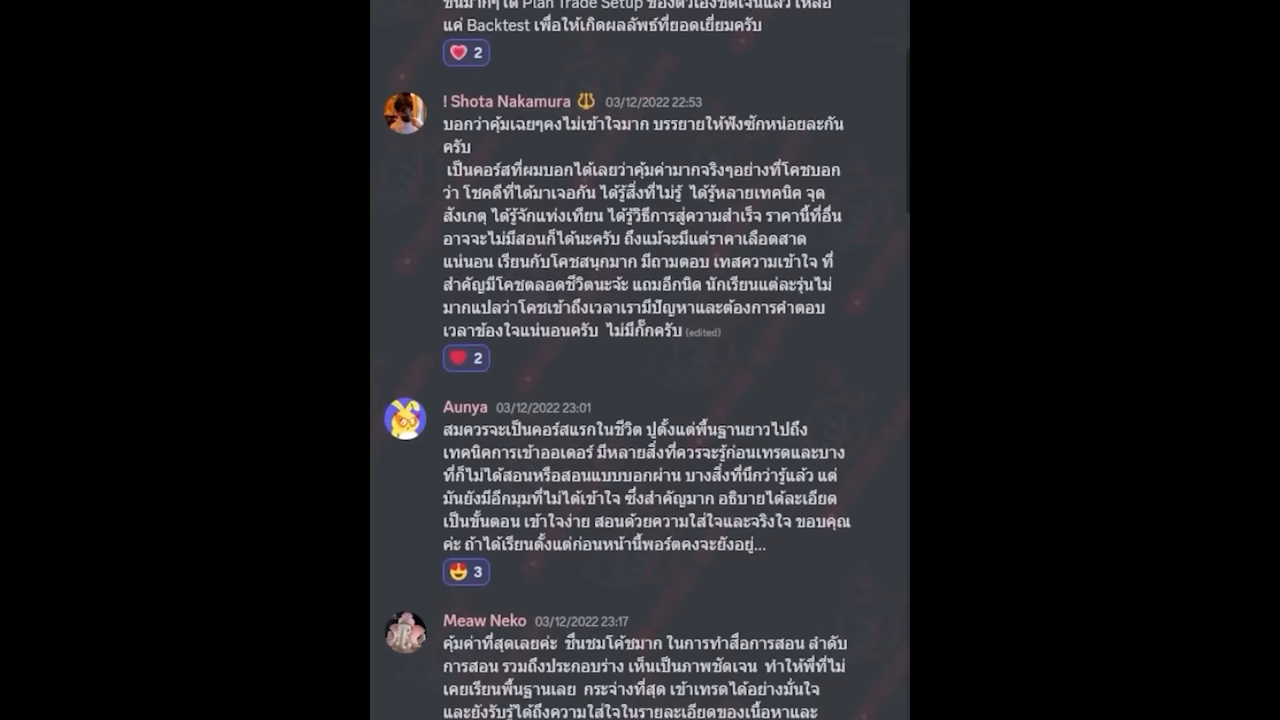 ขึ้นมากๆ ได้ Plan Trade Setup ของตัวเองชัดเจนแล้ว เหลือ
แค่ Backtest เพื่อให้เกิดผลลัพธ์ที่ยอดเยี่ยมครับ
2
! Shota Nakamura 03/12/2022 22:53
บอกว่าคุ้มเฉยๆคงไม่เข้าใจมาก บรรยายให้ฟังซักหน่อยละกัน
ครับ
เป็นคอร์สที่ผมบอกได้เลยว่าคุ้มค่ามากจริงๆอย่างที่โคชบอก
ว่า โชคดีที่ได้มาเจอกัน ได้รู้สิ่งที่ไม่รู้ ได้รู้หลายเทคนิค จุด
สังเกตุ ได้รู้จักแท่งเทียน ได้รู้วิธีการสู่ความสำเร็จ ราคานี้ที่อื่น
อาจจะไม่มีสอนก็ได้นะครับ ถึงแม้จะมีแต่ราคาเลือดสาด
แน่นอน เรียนกับโคชสนุกมาก มีถามตอบ เทสความเข้าใจ ที่
สำคัญมีโคชตลอดชีวิตนะจ้ะ แถมอีกนิด นักเรียนแต่ละรุ่นไม่
มากแปลว่าโคชเข้าถึงเวลาเรามีปัญหาและต้องการคำตอบ
เวลาข้องใจแน่นอนครับ ไม่มีกั๊กครับ (edited)
2
Aunya 03/12/2022 23:01
สมควรจะเป็นคอร์สแรกในชีวิต ปูตั้งแต่พื้นฐานยาวไปถึง
เทคนิคการเข้าออเดอร์ มีหลายสิ่งที่ควรจะรู้ก่อนเทรดและบาง
ที่ก็ไม่ได้สอนหรือสอนแบบบอกผ่าน บางสิ่งที่นึกว่ารู้แล้ว แต่
มันยังมีอีกมุมที่ไม่ได้เข้าใจ ซึ่งสำคัญมาก อธิบายได้ละเอียด
เป็นขั้นตอน เข้าใจง่าย สอนด้วยความใส่ใจและจริงใจ ขอบคุณ
ค่ะ ถ้าได้เรียนตั้งแต่ก่อนหน้านี้พอร์ตคงจะยังอยู่...
3
Meaw Neko 03/12/2022 23:17
คุ้มค่าที่สุดเลยค่ะ ชื่นชมโค้ชมาก ในการทำสื่อการสอน ลำดับ
การสอน รวมถึงประกอบร่าง เห็นเป็นภาพชัดเจน ทำให้พี่ที่ไม่
เคยเรียนพื้นฐานเลย กระจ่างที่สุด เข้าเทรดได้อย่างมั่นใจ
และยังรับรู้ได้ถึงความใส่ใจในรายละเอียดของเนื้อหาและ